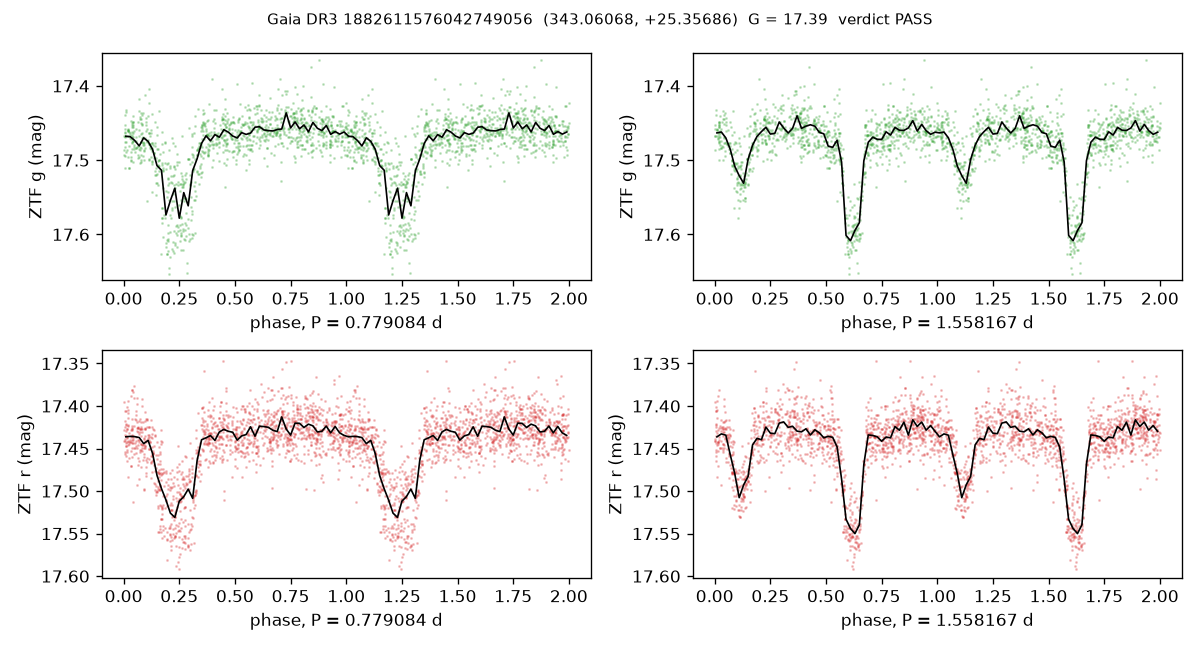 Gaia DR3 1882611576042749056  (343.06068, +25.35686)  G = 17.39  verdict PASS
ZTF g (mag)
17.4
17.5
17.6
0.00 0.25 0.50 0.75 1.00 1.25 1.50 1.75 2.00
phase, P = 0.779084 d
ZTF g (mag)
17.4
17.5
17.6
0.00 0.25 0.50 0.75 1.00 1.25 1.50 1.75 2.00
phase, P = 1.558167 d
ZTF r (mag)
17.35
17.40
17.45
17.50
17.55
17.60
0.00 0.25 0.50 0.75 1.00 1.25 1.50 1.75 2.00
phase, P = 0.779084 d
ZTF r (mag)
17.35
17.40
17.45
17.50
17.55
17.60
0.00 0.25 0.50 0.75 1.00 1.25 1.50 1.75 2.00
phase, P = 1.558167 d